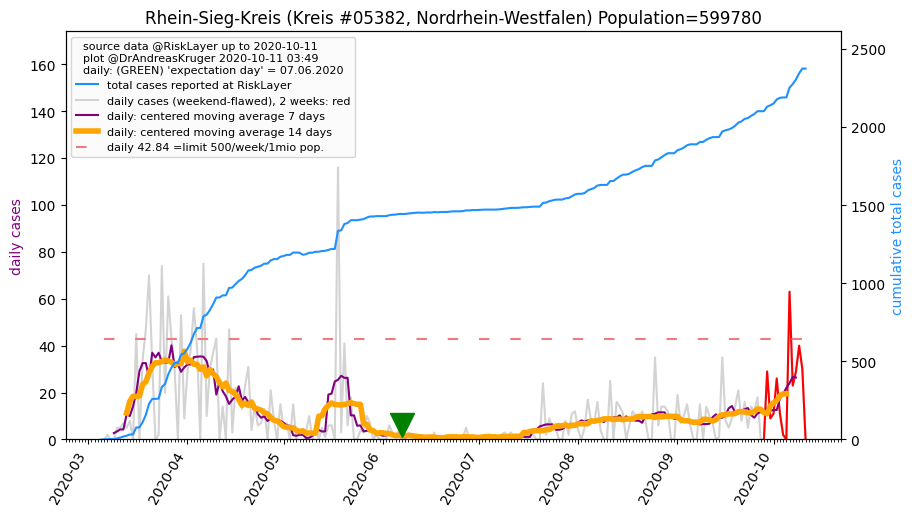 Rhein-Sieg-Kreis (Kreis #05382, Nordrhein-Westfalen) Population=599780
source data @RiskLayer up to 2020-10-11
plot @DrAndreasKruger 2020-10-11 03:49
daily: (GREEN) 'expectation day' = 07.06.2020
total cases reported at RiskLayer
daily cases (weekend-flawed), 2 weeks: red
daily: centered moving average 7 days
daily: centered moving average 14 days
daily 42.84 =limit 500/week/1mio pop.
daily cases
160
140
120
100
80
60
40
20
0
2500
2000
1500
1000
500
0
cumulative total cases
2020-03
2020-04
2020-05
2020-06
2020-07
2020-08
2020-09
2020-10